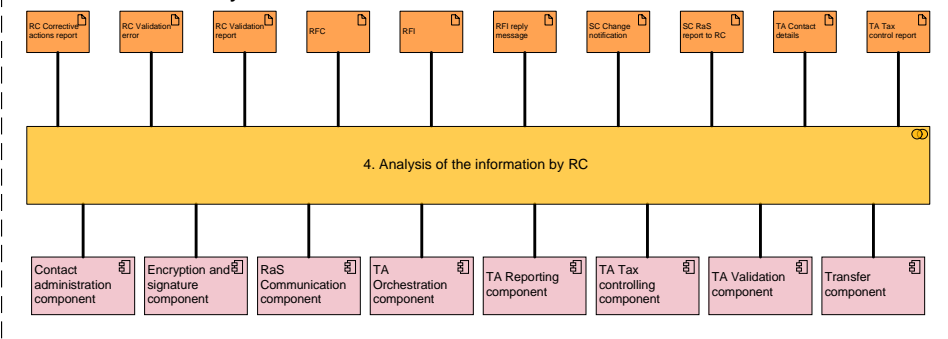 RC Corrective
actions report
RC Validation
error
RC Validation
report
RFC
RFI
RFI reply
message
SC Change
notification
SC RaS
report to RC
TA Contact
details
TA Tax
control report
4. Analysis of the information by RC
Contact
administration
component
Encryption and
signature
component
RaS
Communication
component
TA
Orchestration
component
TA Reporting
component
TA Tax
controlling
component
TA Validation
component
Transfer
component